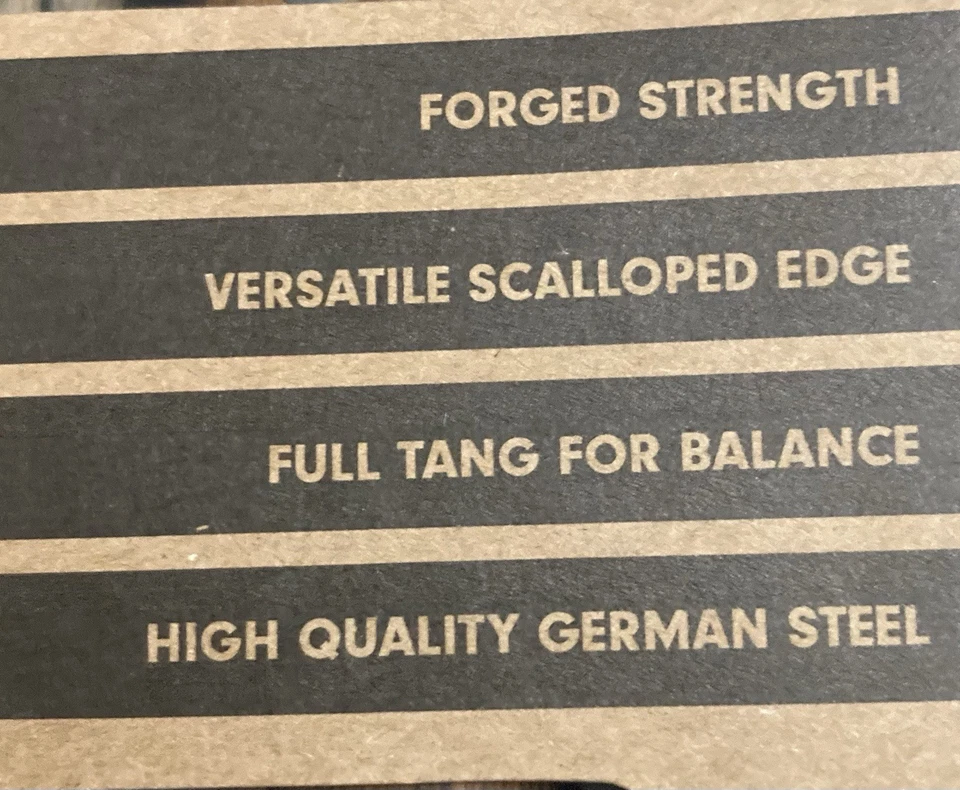 FORGED STRENGTH
VERSATILE SCALLOPED EDGE
FULL TANG FOR BALANCE
HIGH QUALITY GERMAN STEEL